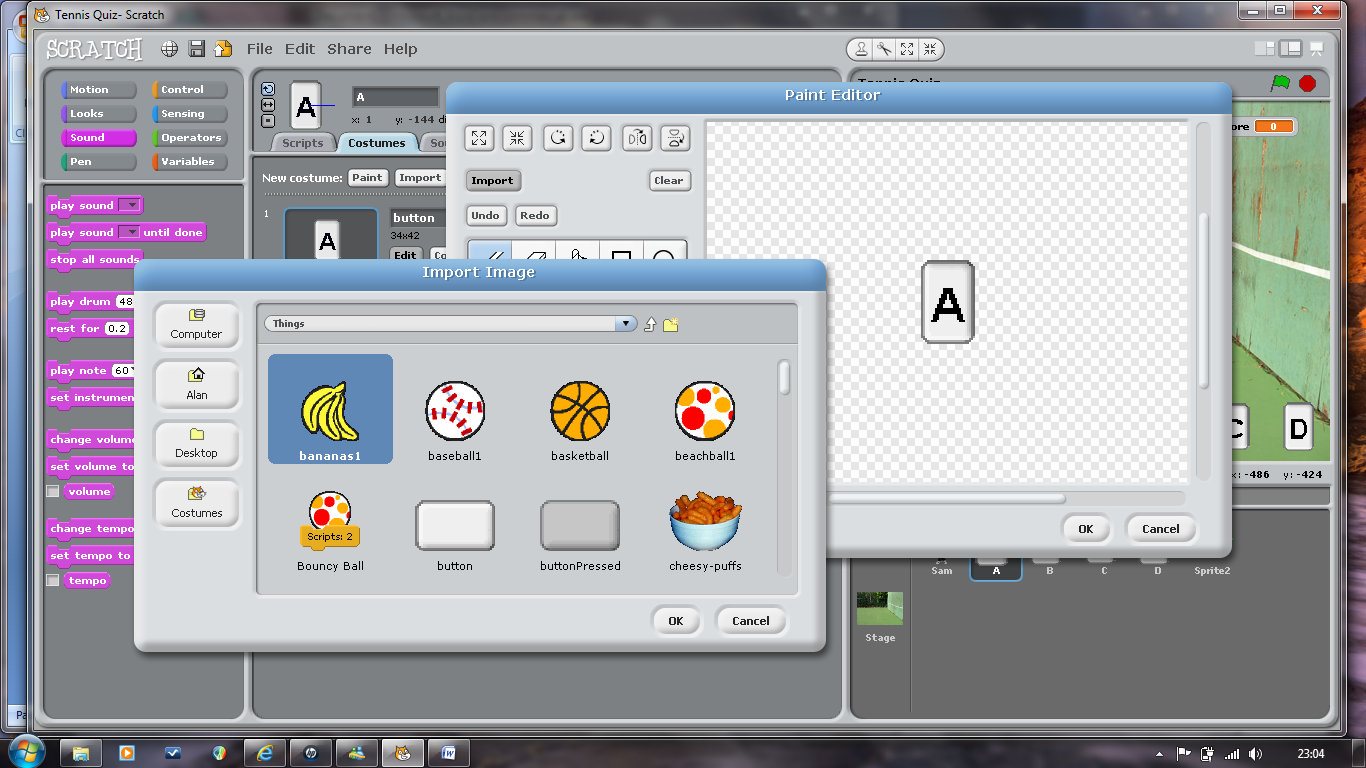 Tennis Quiz- Scratch
SCRATCH File Edit Share Help
Motion Control
Looks Sensing
Sound Operators
Pen Variables
A
A
x: 1 y: -144
Scripts Costumes
New costume: Paint Import
1
A
button
34x42
Edit
play sound
play sound until done
stop all sounds
play drum 48
rest for 0.2
play note 60
set instrument
change volume
set volume to
volume
change tempo
set tempo to
tempo
Paint Editor
Import Clear
Undo Redo
A
OK Cancel
Import Image
Computer
Alan
Desktop
Costumes
Things
bananas1 baseball1 basketball beachball1
Scripts: 2
Bouncy Ball button buttonPressed cheesy-puffs
OK Cancel
0
C D
x: -486 y: -424
Sam A B C D Sprite2
Stage
23:04